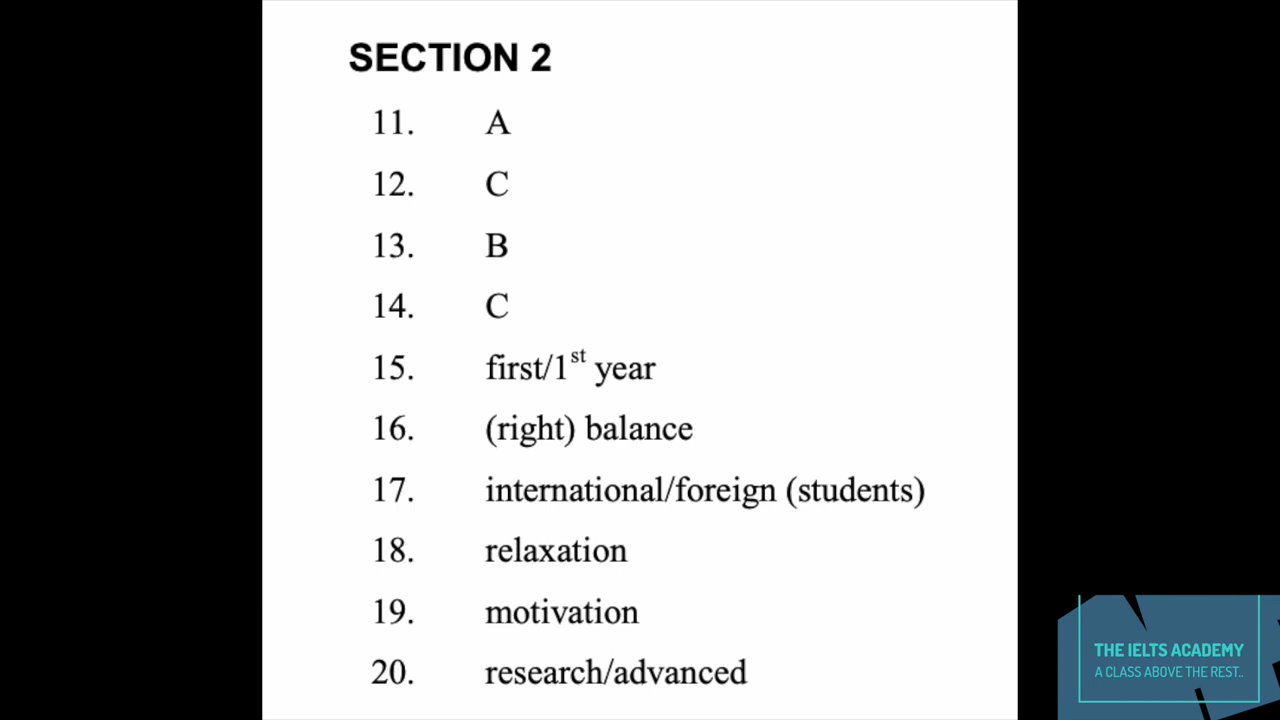 SECTION 2
11. A
12. C
13. B
14. C
15. first/1st year
16. (right) balance
17. international/foreign (students)
18. relaxation
19. motivation
20. research/advanced
THE IELTS ACADEMY
A CLASS ABOVE THE REST..